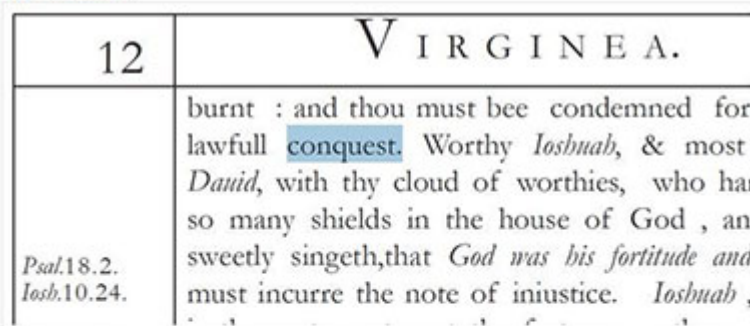 12
VIRGINEA.
burnt : and thou must bee condemned for
lawfull conquest. Worthy Ioshuah, & most
Dauid, with thy cloud of worthies, who
so many shields in the house of God ,
sweetly singeth,that God was his fortitude and
must incurre the note of iniustice. Ioshuah ,
Psal.18.2.
Iosh.10.24.